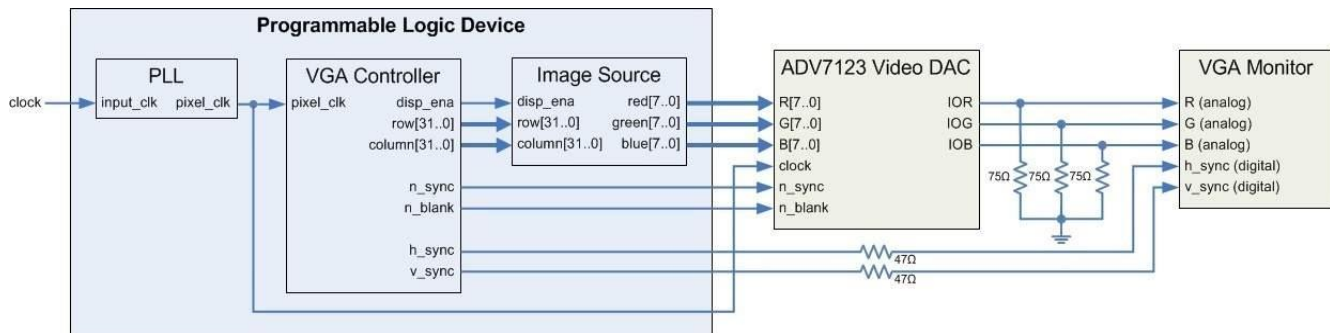 Programmable Logic Device
PLL
VGA Controller
Image Source
ADV7123 Video DAC
VGA Monitor
clock
input_clk
pixel_clk
pixel_clk
disp_ena
row[31..0]
column[31..0]
n_sync
n_blank
h_sync
v_sync
disp_ena
row[31..0]
column[31..0]
red[7..0]
green[7..0]
blue[7..0]
R[7..0]
G[7..0]
B[7..0]
clock
n_sync
n_blank
IOR
IOG
IOB
75Ω
75Ω
75Ω
47Ω
47Ω
R (analog)
G (analog)
B (analog)
h_sync (digital)
v_sync (digital)